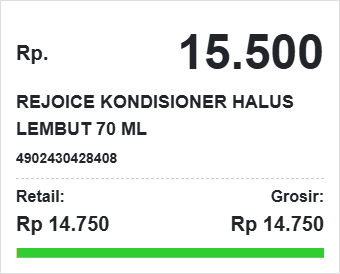 Rp. 15.500
REJOICE KONDISIONER HALUS
LEMBUT 70 ML
4902430428408
Retail: Grosir:
Rp 14.750 Rp 14.750